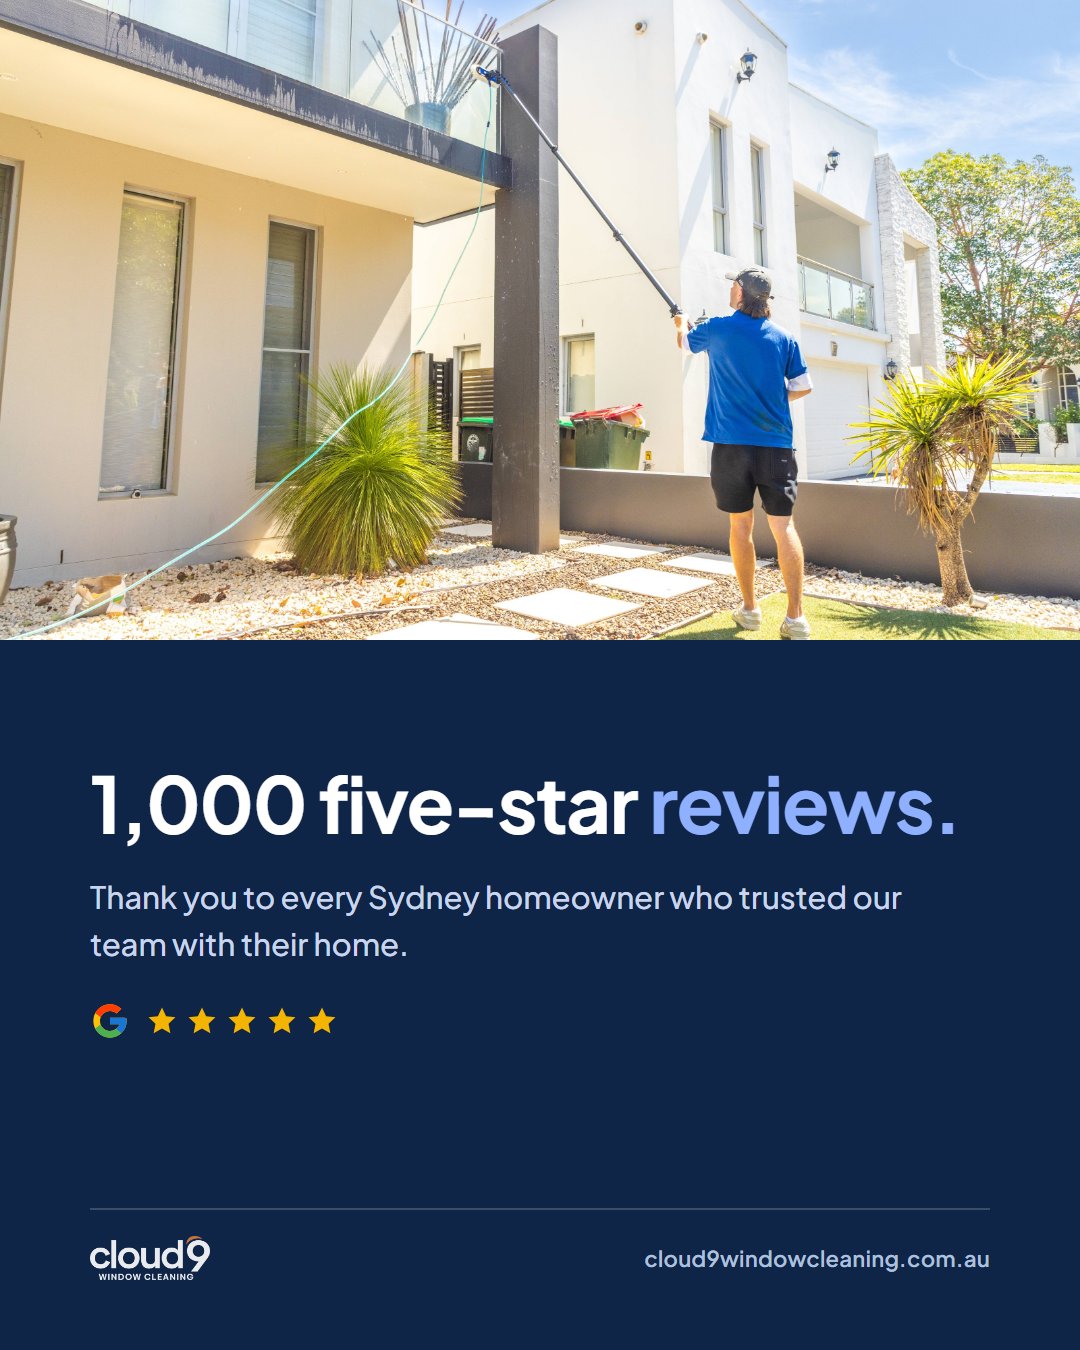 1,000 five-star reviews.
Thank you to every Sydney homeowner who trusted our
team with their home.
cloud9
WINDOW CLEANING
cloud9windowcleaning.com.au